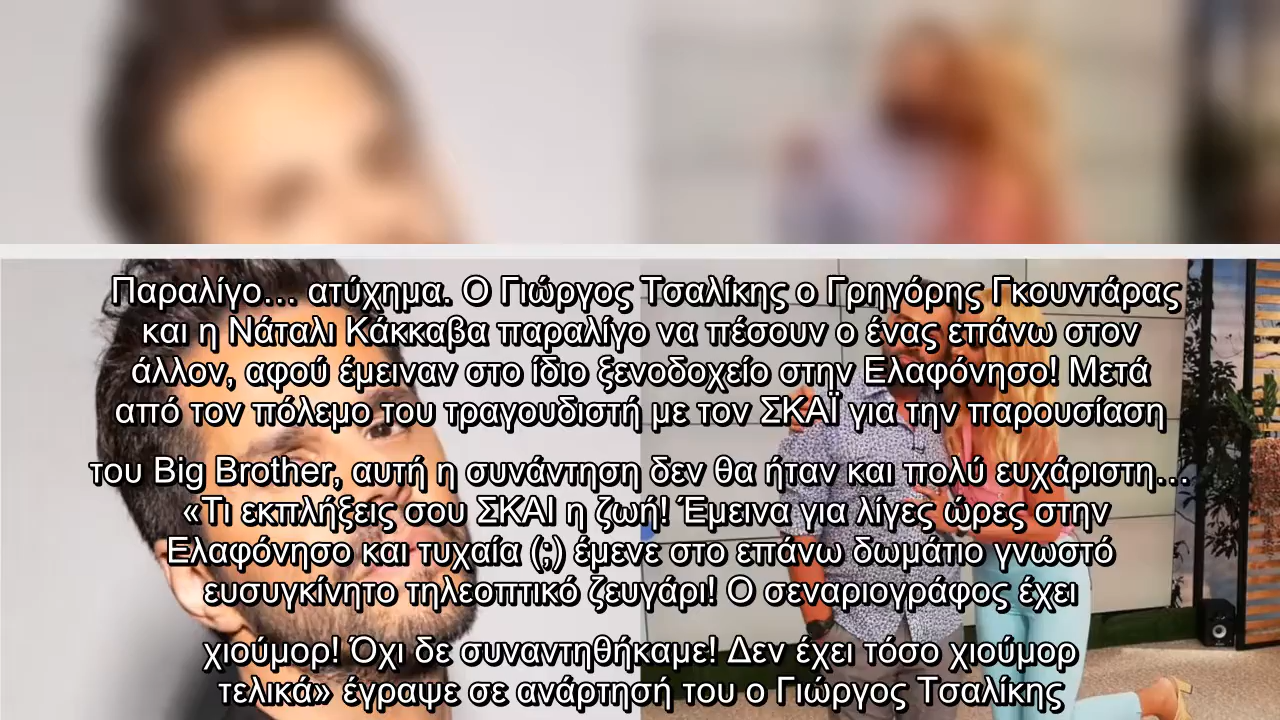 Παραλίγο… ατύχημα. Ο Γιώργος Τσαλίκης ο Γρηγόρης Γκουντάρας
και η Νάταλι Κάκκαβα παραλίγο να πέσουν ο ένας επάνω στον
άλλον, αφού έμειναν στο ίδιο ξενοδοχείο στην Ελαφόνησο! Μετά
από τον πόλεμο του τραγουδιστή με τον ΣΚΑΪ για την παρουσίαση
του Big Brother, αυτή η συνάντηση δεν θα ήταν και πολύ ευχάριστη…
«Τι εκπλήξεις σου ΣΚΑΙ η ζωή! Έμεινα για λίγες ώρες στην
Ελαφόνησο και τυχαία (;) έμενε στο επάνω δωμάτιο γνωστό
ευσυγκίνητο τηλεοπτικό ζευγάρι! Ο σεναριογράφος έχει
χιούμορ! Όχι δε συναντηθήκαμε! Δεν έχει τόσο χιούμορ
τελικά» έγραψε σε ανάρτησή του ο Γιώργος Τσαλίκης